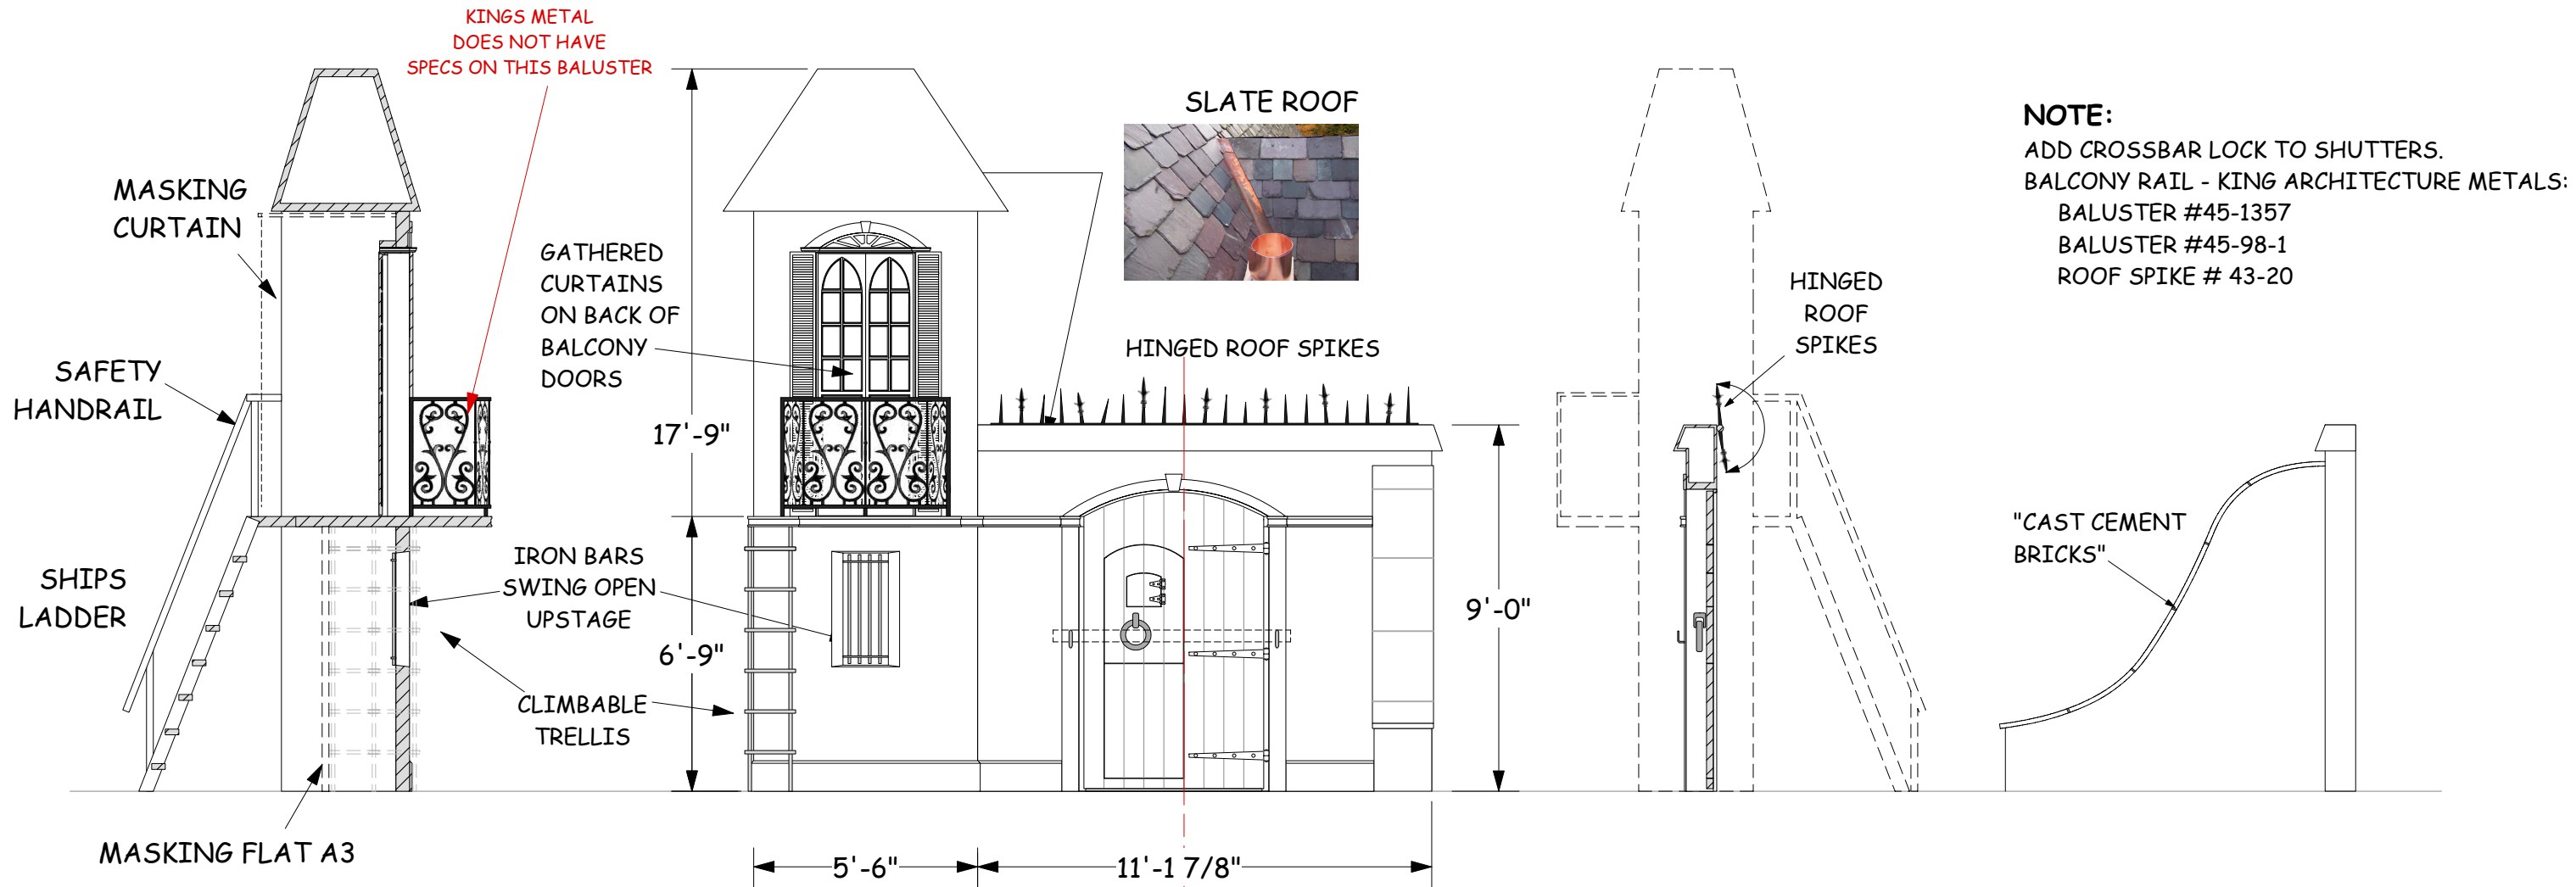 KINGS METAL
DOES NOT HAVE
SPECS ON THIS BALUSTER
MASKING
CURTAIN
SAFETY
HANDRAIL
SHIPS
LADDER
MASKING FLAT A3
GATHERED
CURTAINS
ON BACK OF
BALCONY
DOORS
IRON BARS
SWING OPEN
UPSTAGE
CLIMBABLE
TRELLIS
17'-9"
6'-9"
5'-6"
11'-1 7/8"
SLATE ROOF
HINGED ROOF SPIKES
9'-0"
HINGED
ROOF
SPIKES
NOTE:
ADD CROSSBAR LOCK TO SHUTTERS.
BALCONY RAIL - KING ARCHITECTURE METALS:
BALUSTER #45-1357
BALUSTER #45-98-1
ROOF SPIKE # 43-20
"CAST CEMENT
BRICKS"